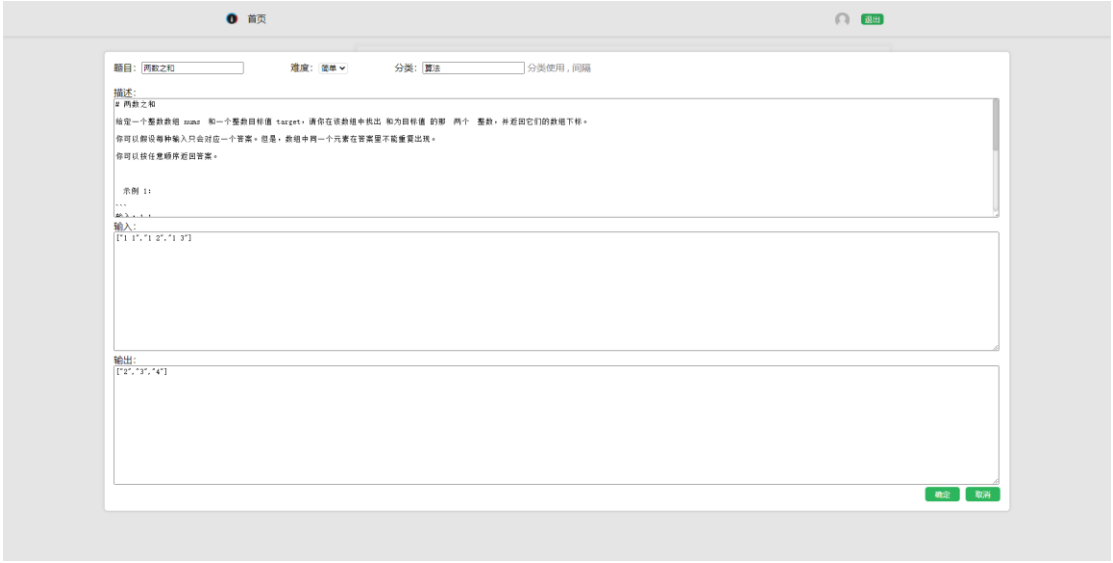 首页
退出
题目: 两数之和 难度: 简单 分类: 算法 分类使用 , 间隔
描述:
# 两数之和
给定一个整数数组 nums 和一个整数目标值 target，请你在该数组中找出 和为目标值 的那 两个 整数，并返回它们的数组下标。
你可以假设每种输入只会对应一个答案。但是，数组中同一个元素在答案里不能重复出现。
你可以按任意顺序返回答案。
示例 1:
```
输入:
["1 1","1 2","1 3"]
输出:
["2","3","4"]
确定 取消